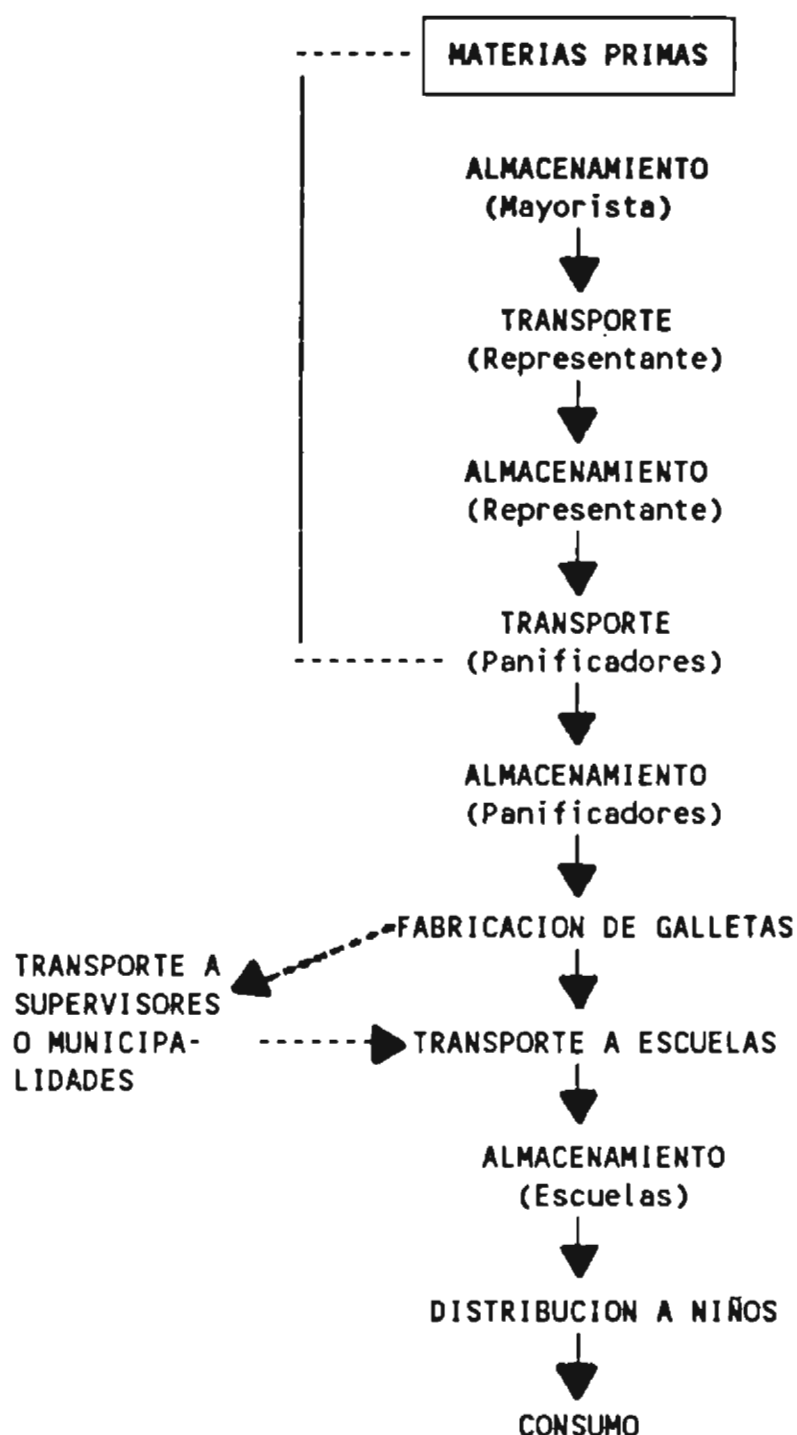 MATERIAS PRIMAS
ALMACENAMIENTO
(Mayorista)
TRANSPORTE
(Representante)
ALMACENAMIENTO
(Representante)
TRANSPORTE
(Panificadores)
ALMACENAMIENTO
(Panificadores)
FABRICACION DE GALLETAS
TRANSPORTE A
SUPERVISORES
O MUNICIPA-
LIDADES
TRANSPORTE A ESCUELAS
ALMACENAMIENTO
(Escuelas)
DISTRIBUCION A NIÑOS
CONSUMO